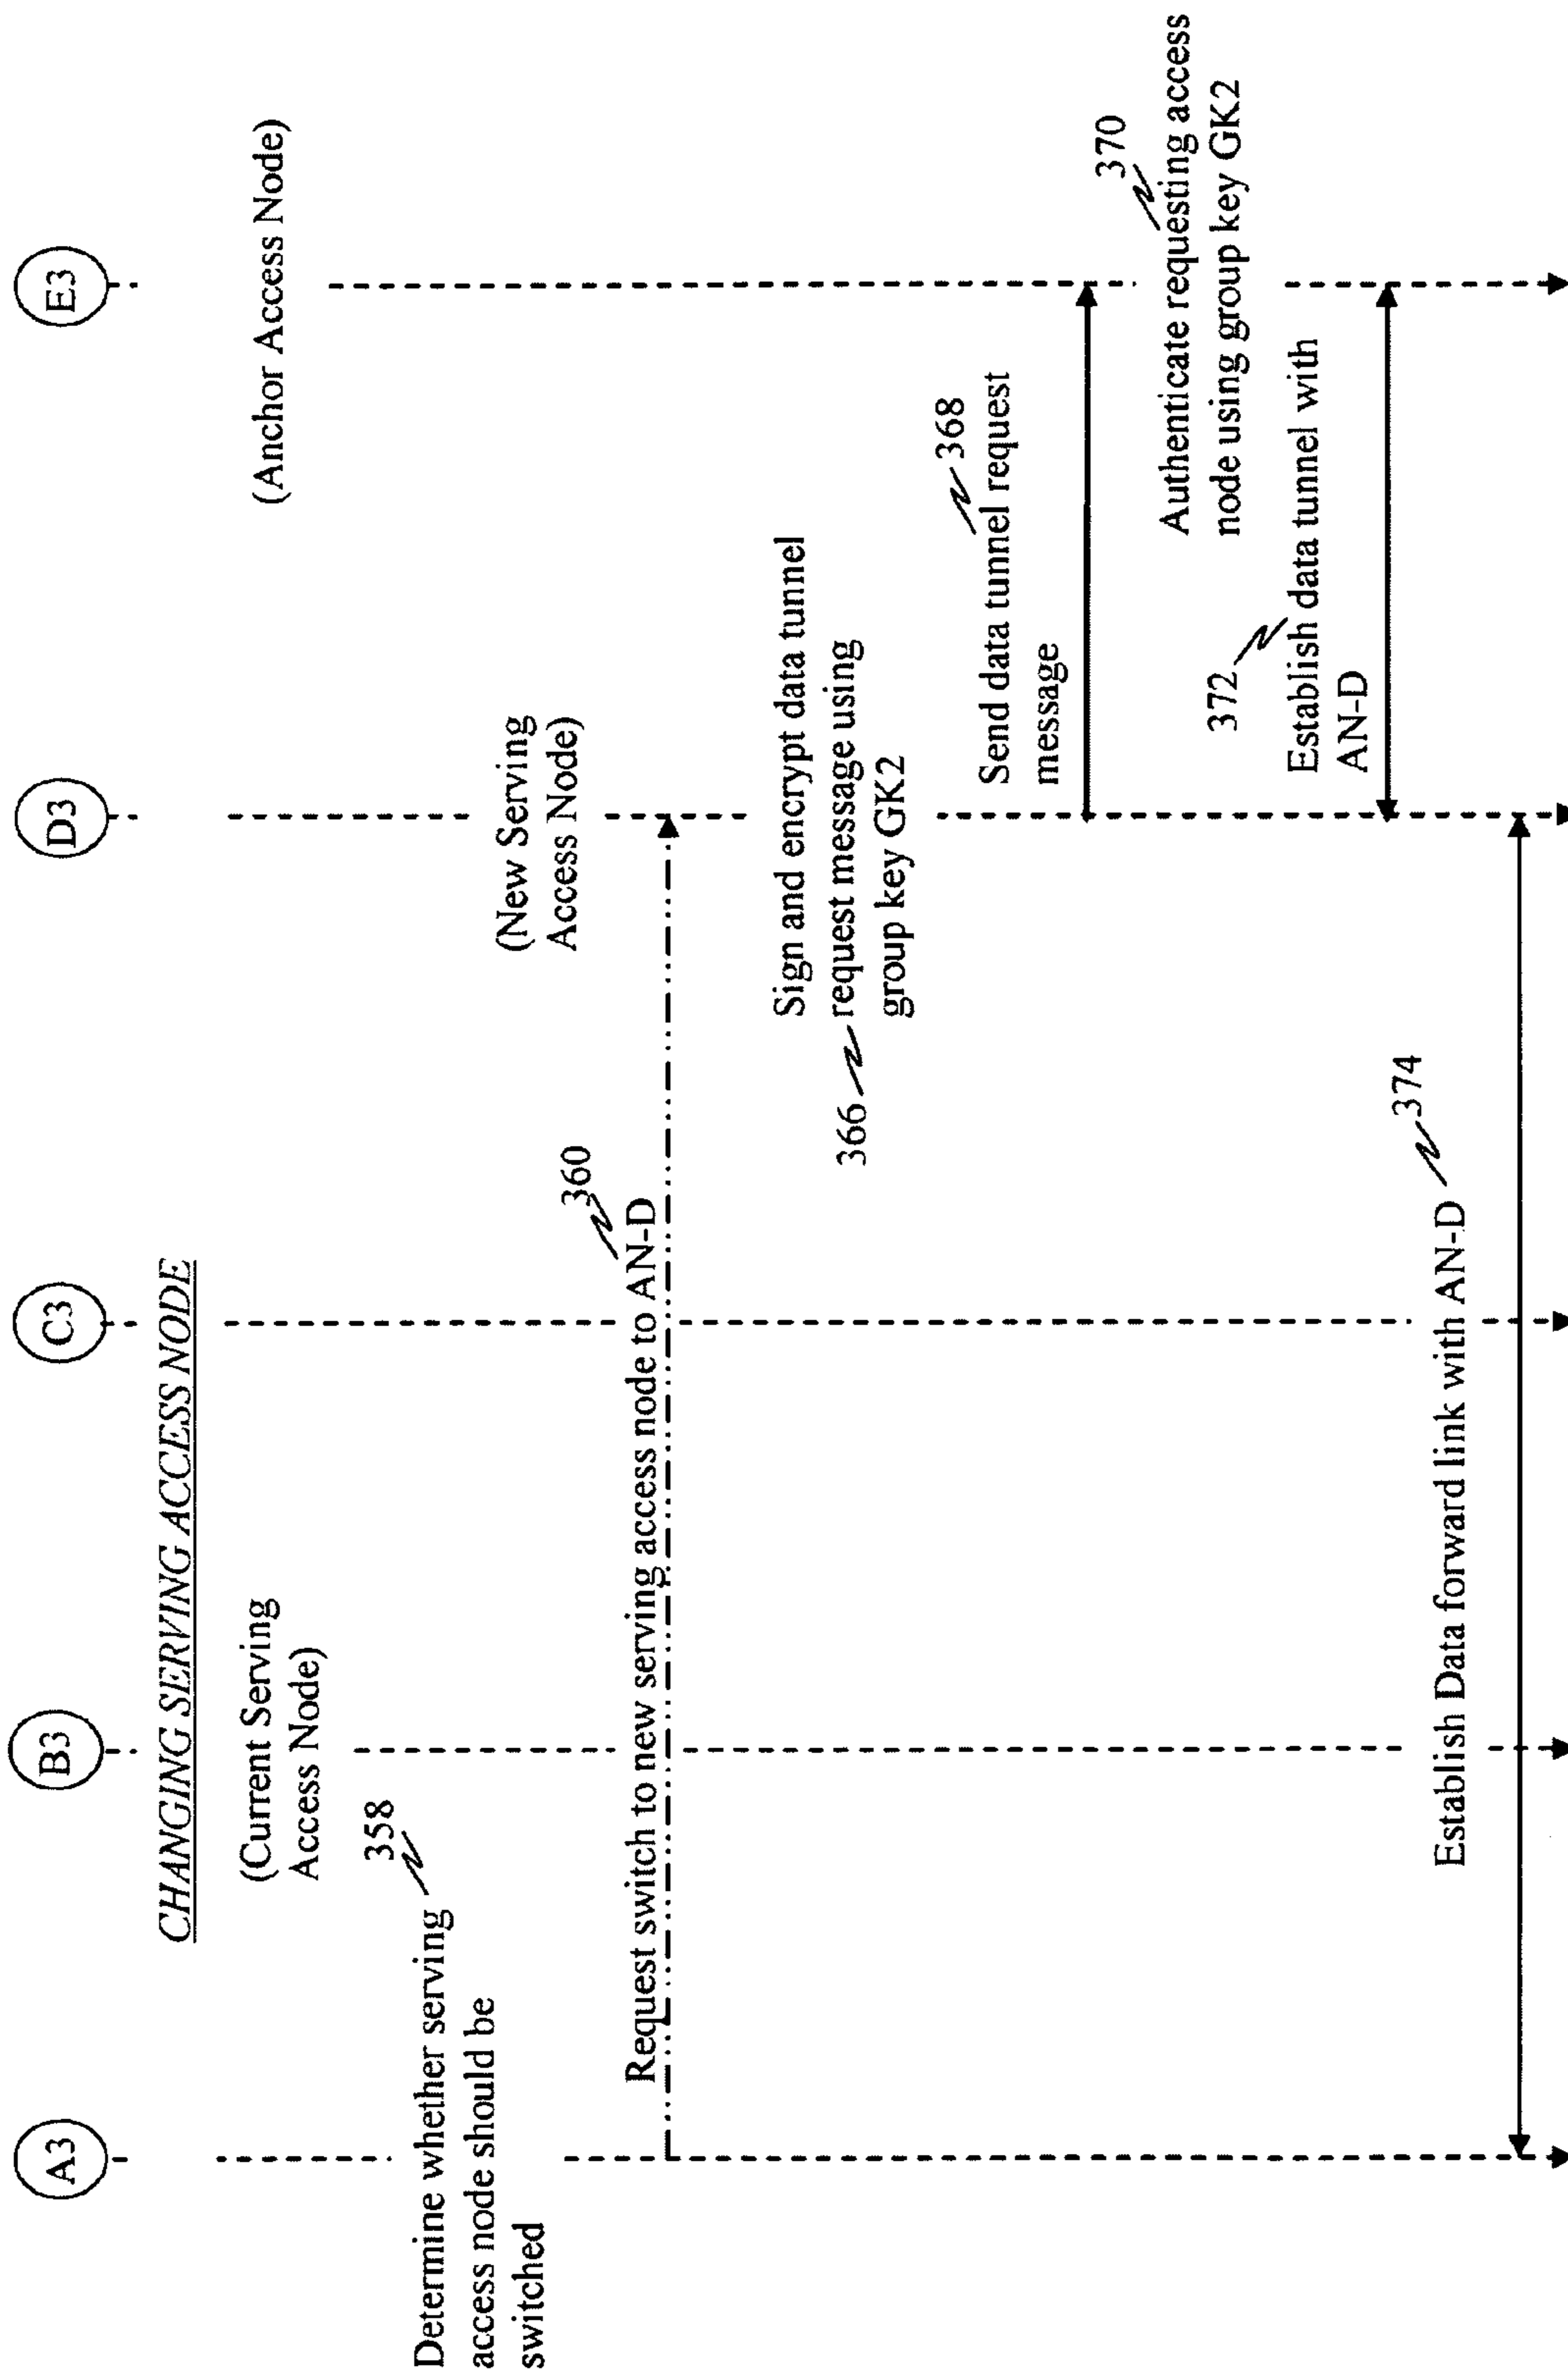 A3
B3
C3
D3
E3
CHANGING SERVING ACCESS NODE
(Current Serving
Access Node)
(Anchor Access Node)
358
Determine whether serving
access node should be
switched
(New Serving
Access Node)
360
Request switch to new serving access node to AN-D
Sign and encrypt data tunnel
366 request message using
group key GK2
368
Send data tunnel request
message
370
Authenticate requesting access
node using group key GK2
372
Establish data tunnel with
AN-D
374
Establish Data forward link with AN-D